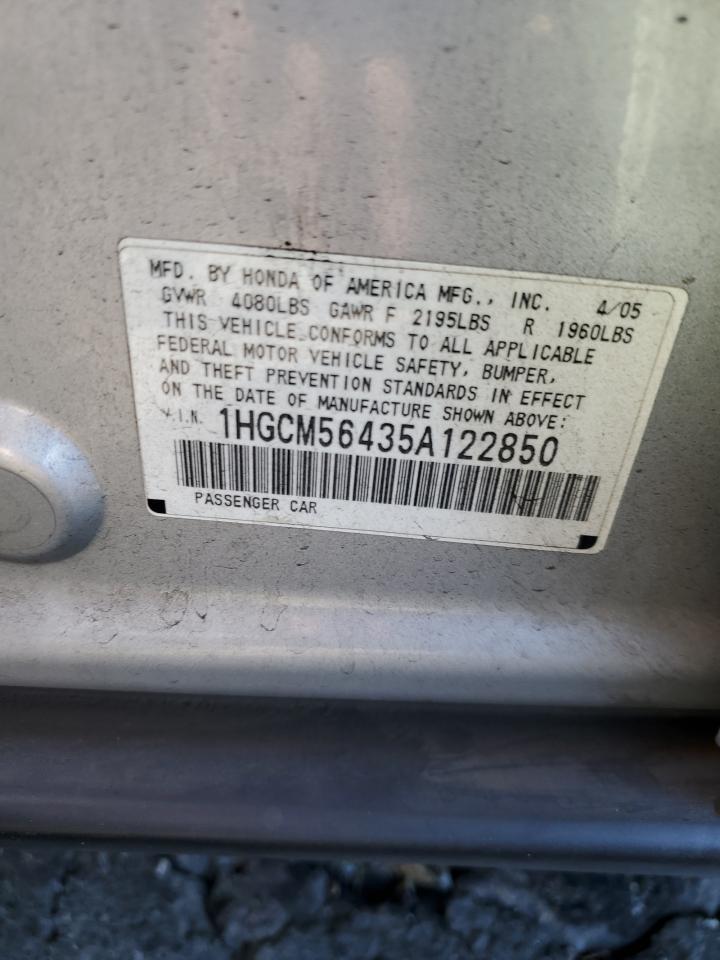 MFD. BY HONDA OF AMERICA MFG., INC. 4/05
GVWR 4080LBS GAWR F 2195LBS R 1960LBS
THIS VEHICLE CONFORMS TO ALL APPLICABLE
FEDERAL MOTOR VEHICLE SAFETY, BUMPER,
AND THEFT PREVENTION STANDARDS IN EFFECT
ON THE DATE OF MANUFACTURE SHOWN ABOVE:
V.I.N. 1HGCM56435A122850
PASSENGER CAR